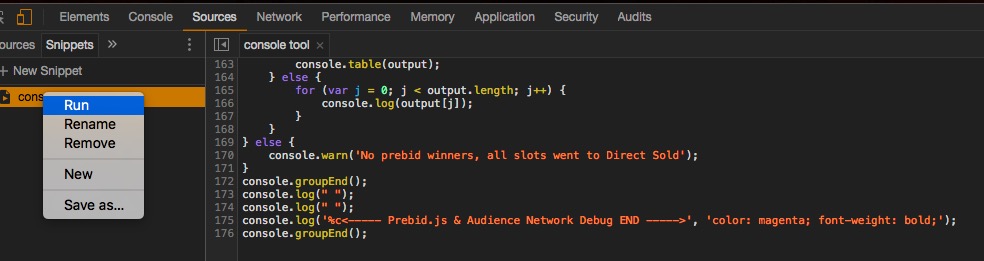 Elements Console Sources Network Performance Memory Application Security Audits
ources Snippets » console tool ×
+ New Snippet
cons
Run
Rename
Remove
New
Save as...
163 console.table(output);
164 } else {
165 for (var j = 0; j < output.length; j++) {
166 console.log(output[j]);
167 }
168 }
169 } else {
170 console.warn('No prebid winners, all slots went to Direct Sold');
171 }
172 console.groupEnd();
173 console.log(" ");
174 console.log(" ");
175 console.log('%c<----- Prebid.js & Audience Network Debug END ----->', 'color: magenta; font-weight: bold;');
176 console.groupEnd();